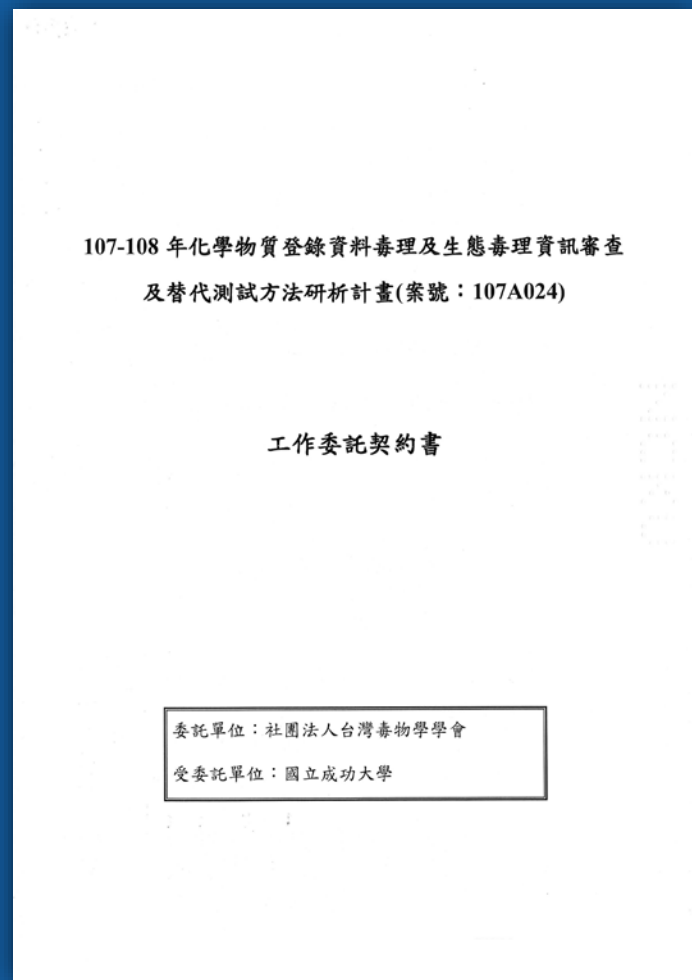 107-108 年化學物質登錄資料毒理及生態毒理資訊審查
及替代測試方法研析計畫(案號：107A024)
工作委託契約書
委託單位：社團法人台灣毒物學學會
受委託單位：國立成功大學